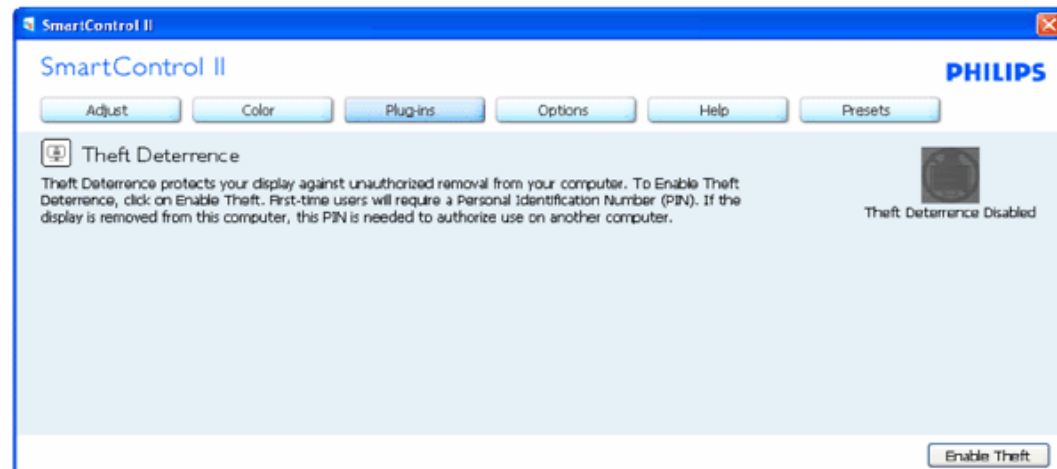 SmartControl II
SmartControl II
PHILIPS
Adjust Color Plug-ins Options Help Presets
Theft Deterrence
Theft Deterrence protects your display against unauthorized removal from your computer. To Enable Theft
Deterrence, click on Enable Theft. First-time users will require a Personal Identification Number (PIN). If the
display is removed from this computer, this PIN is needed to authorize use on another computer.
Theft Deterrence Disabled
Enable Theft